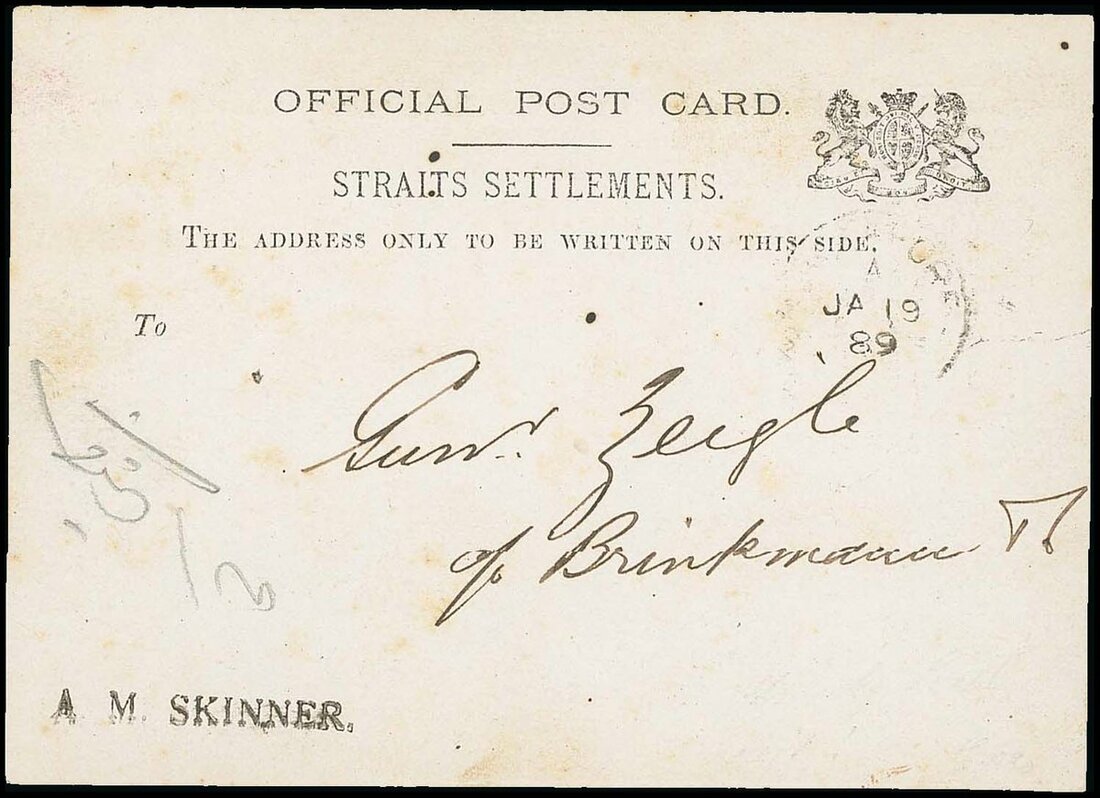 OFFICIAL POST CARD.
STRAITS SETTLEMENTS.
THE ADDRESS ONLY TO BE WRITTEN ON THIS SIDE.
A
JA 19
89
To
Zeigle
c/o Brinkmann
A. M. SKINNER.